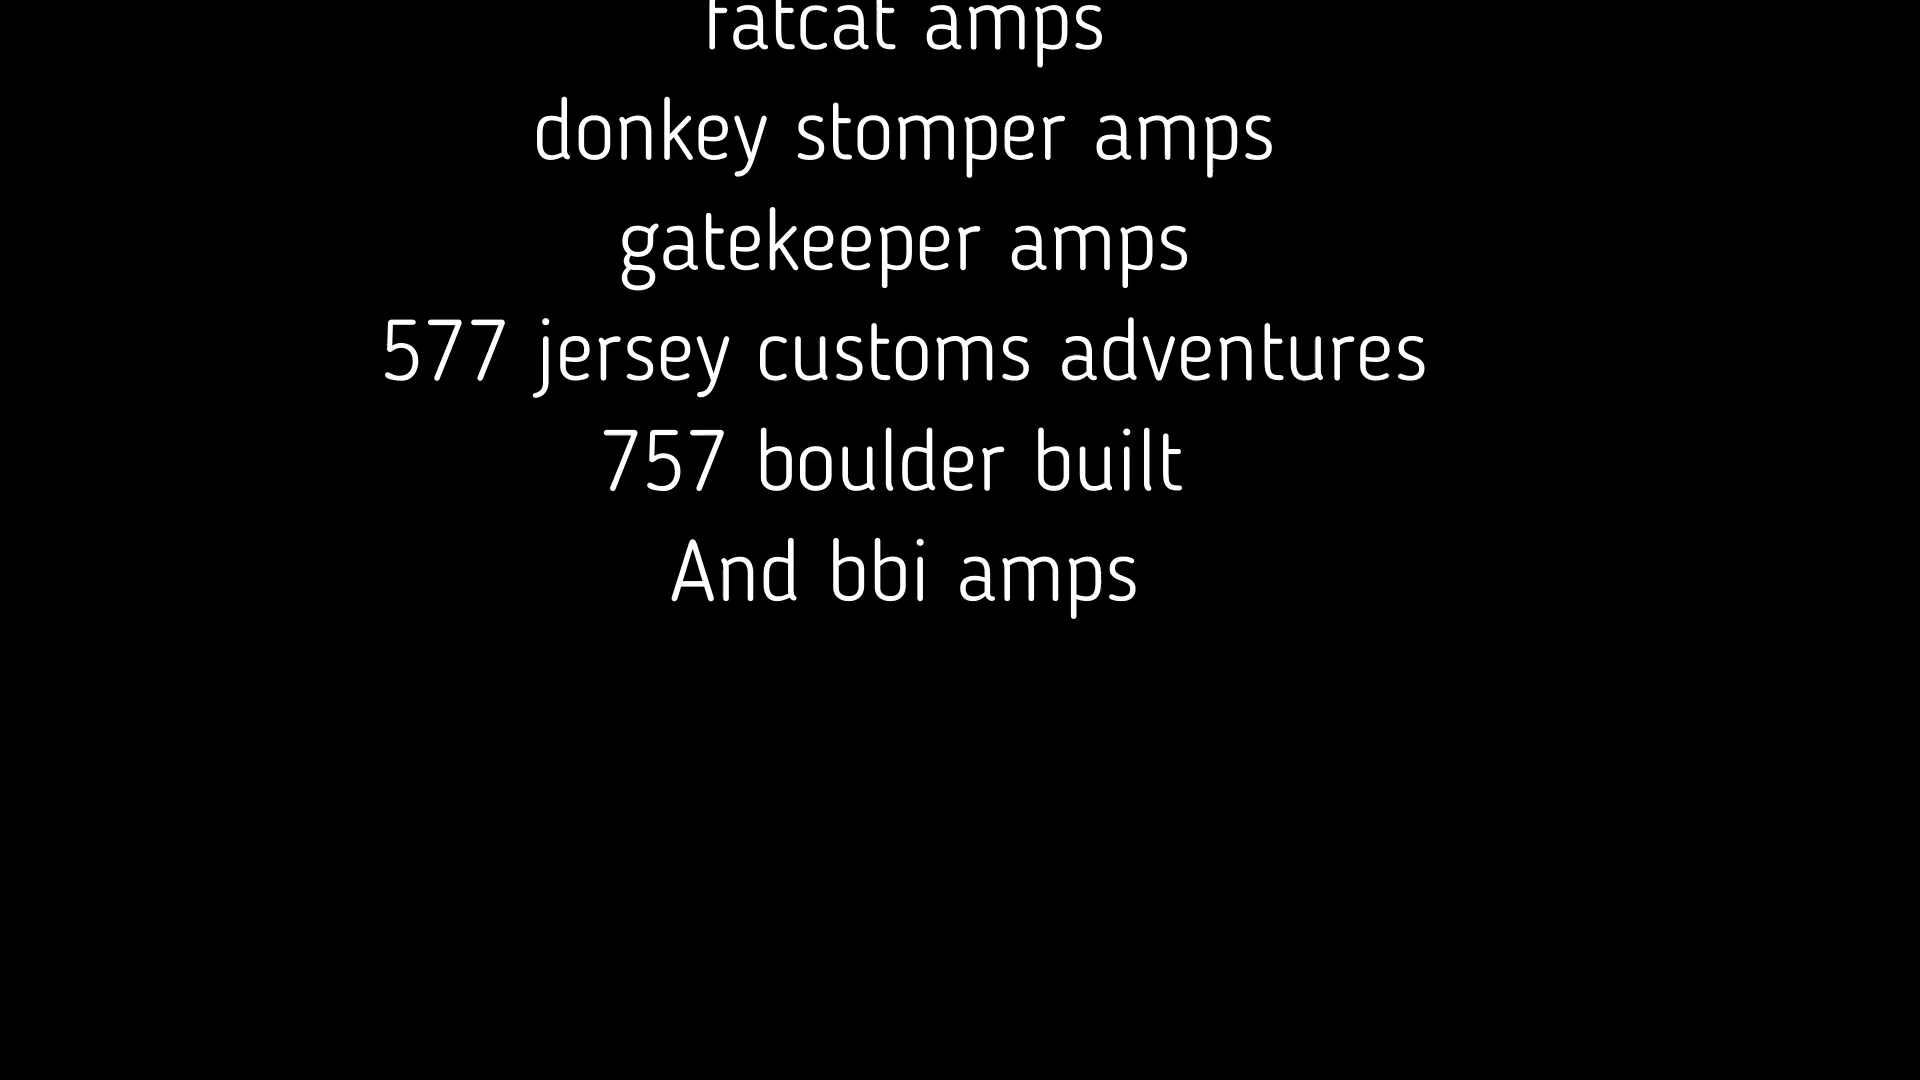 fatcat amps
donkey stomper amps
gatekeeper amps
577 jersey customs adventures
757 boulder built
And bbi amps